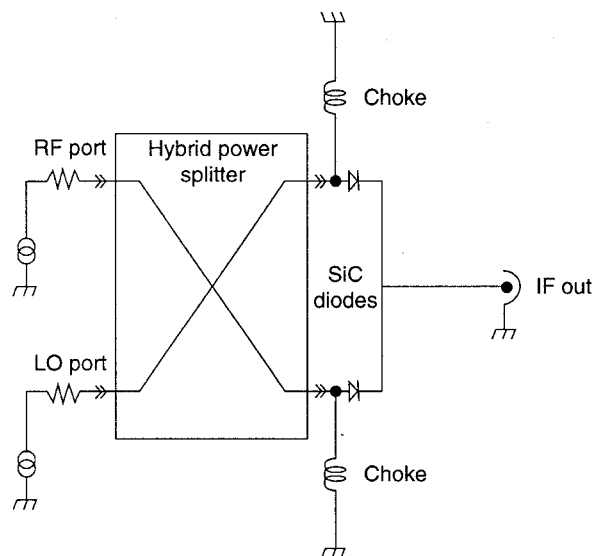 Choke
RF port
Hybrid power
splitter
SiC
diodes
IF out
LO port
Choke